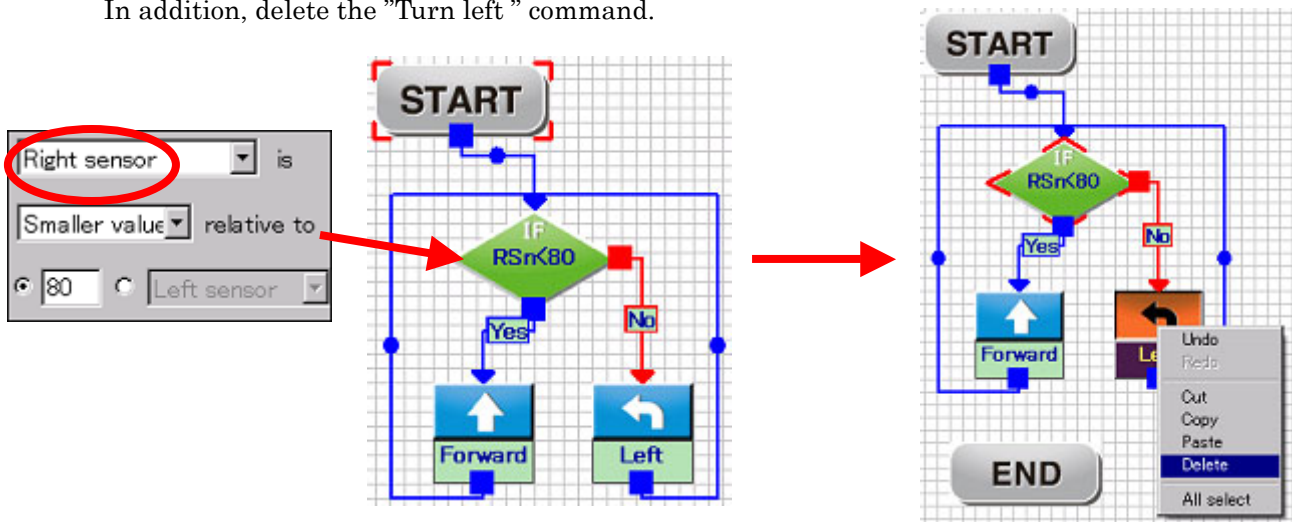 In addition, delete the ”Turn left ” command.
Right sensor is
Smaller value relative to
80 Left sensor
START
IF
RSn<80
Yes
No
Forward
Left
START
IF
RSn<80
Yes
No
Forward
Le
Undo
Redo
Cut
Copy
Paste
Delete
All select
END